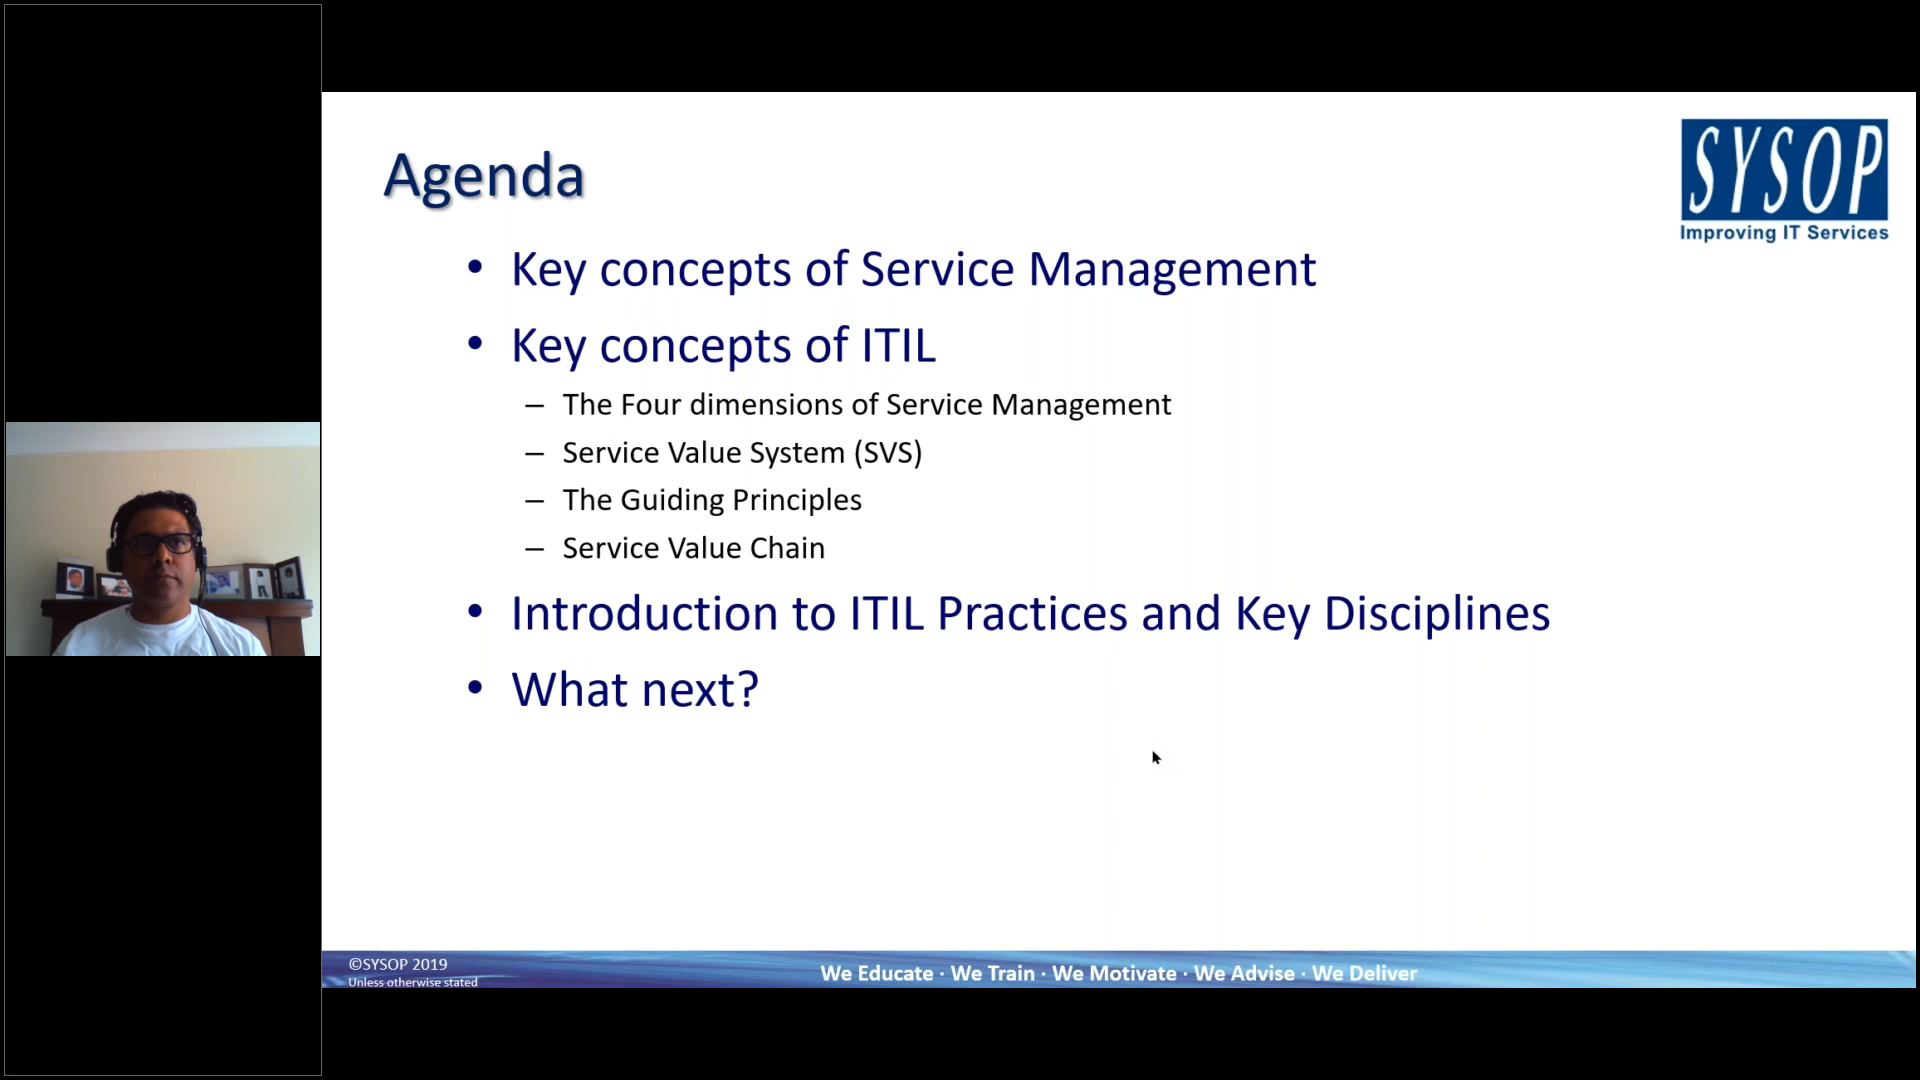 Agenda
SYSOP
Improving IT Services
• Key concepts of Service Management
• Key concepts of ITIL
– The Four dimensions of Service Management
– Service Value System (SVS)
– The Guiding Principles
– Service Value Chain
• Introduction to ITIL Practices and Key Disciplines
• What next?
©SYSOP 2019
Unless otherwise stated
We Educate · We Train · We Motivate · We Advise · We Deliver